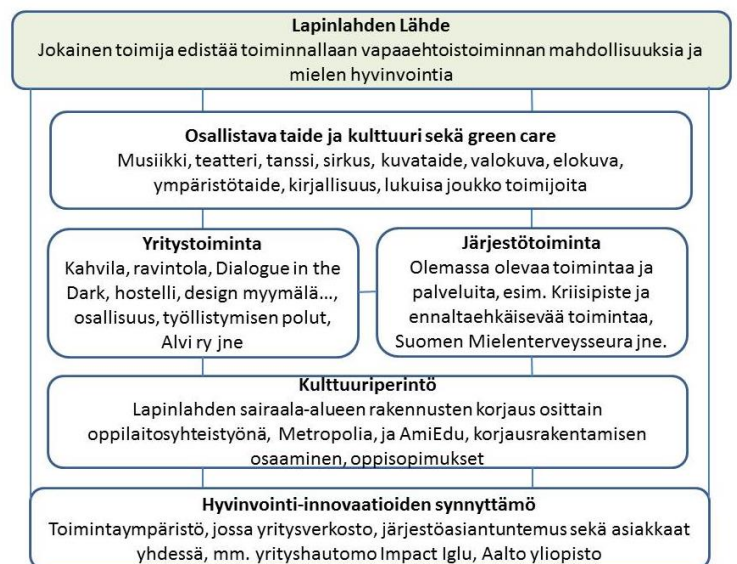 Lapinlahden Lähde
Jokainen toimija edistää toiminnallaan vapaaehtoistoiminnan mahdollisuuksia ja
mielen hyvinvointia
Osallistava taide ja kulttuuri sekä green care
Musiikki, teatteri, tanssi, sirkus, kuvataide, valokuva, elokuva,
ympäristötaide, kirjallisuus, lukuisa joukko toimijoita
Yritystoiminta
Kahvila, ravintola, Dialogue in the
Dark, hostelli, design myymälä...,
osallisuus, työllistymisen polut,
Alvi ry jne
Järjestötoiminta
Olemassa olevaa toimintaa ja
palveluita, esim. Kriisipiste ja
ennaltaehkäisevää toimintaa,
Suomen Mielenterveysseura jne.
Kulttuuriperintö
Lapinlahden sairaala-alueen rakennusten korjaus osittain
oppilaitosyhteistyönä, Metropolia, ja AmiEdu, korjausrakentamisen
osaaminen, oppisopimukset
Hyvinvointi-innovaatioiden synnyttämö
Toimintaympäristö, jossa yritysverkosto, järjestöasiantuntemus sekä asiakkaat
yhdessä, mm. yrityshautomo Impact Iglu, Aalto yliopisto